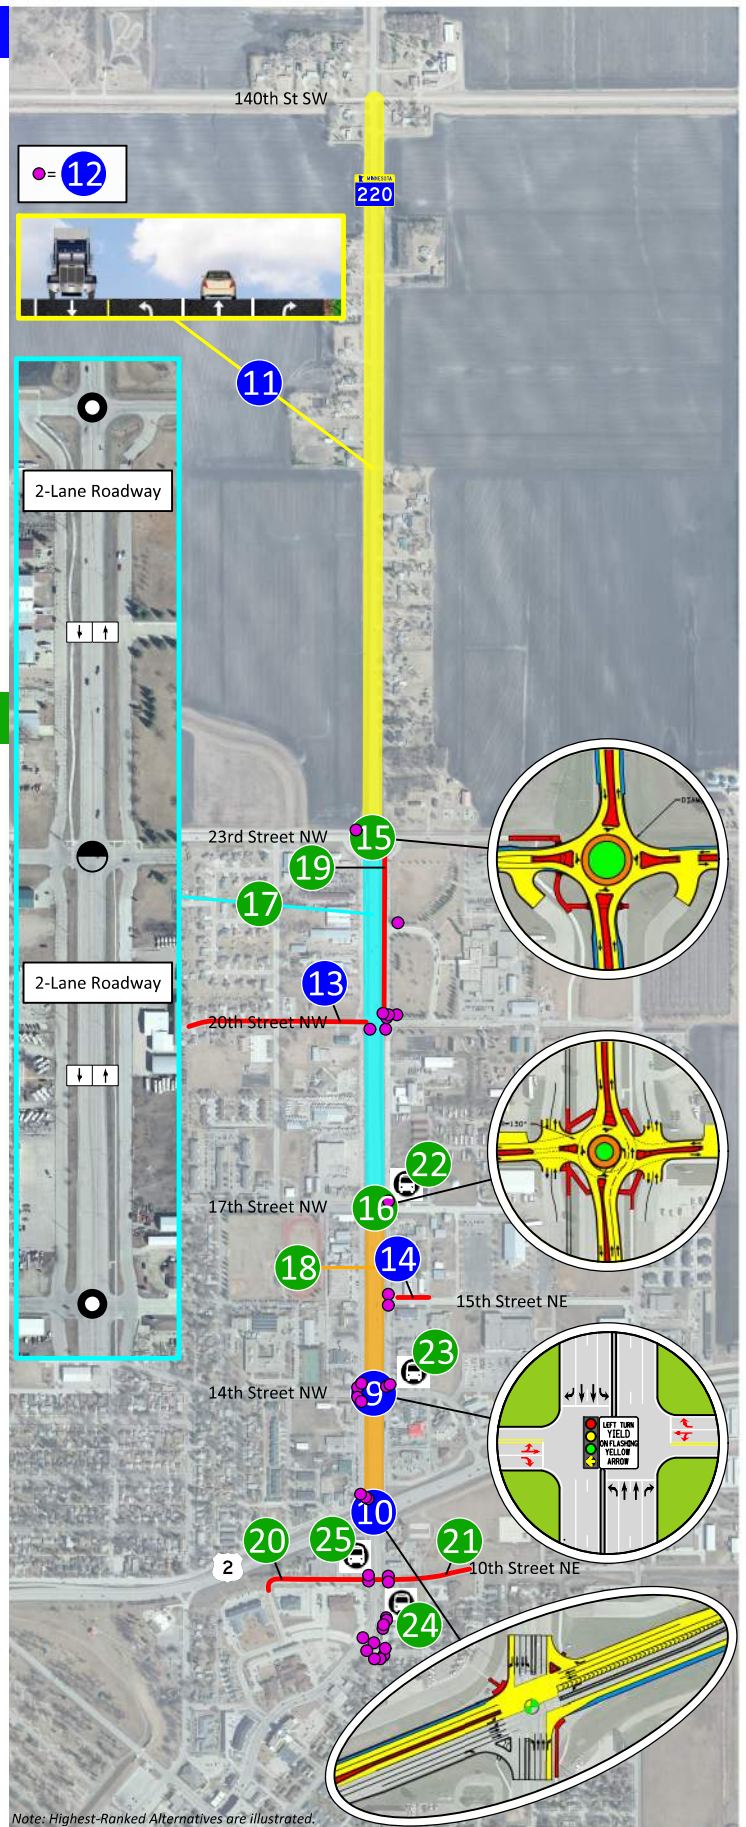 140th St SW
= 12
MINNESOTA
220
11
2-Lane Roadway
23rd Street NW
15
19
17
2-Lane Roadway
13
20th Street NW
22
17th Street NW
16
18
14
15th Street NE
23
14th Street NW
9
LEFT TURN
YIELD
ON FLASHING
YELLOW
ARROW
10
20
25
21
2
10th Street NE
24
Note: Highest-Ranked Alternatives are illustrated.